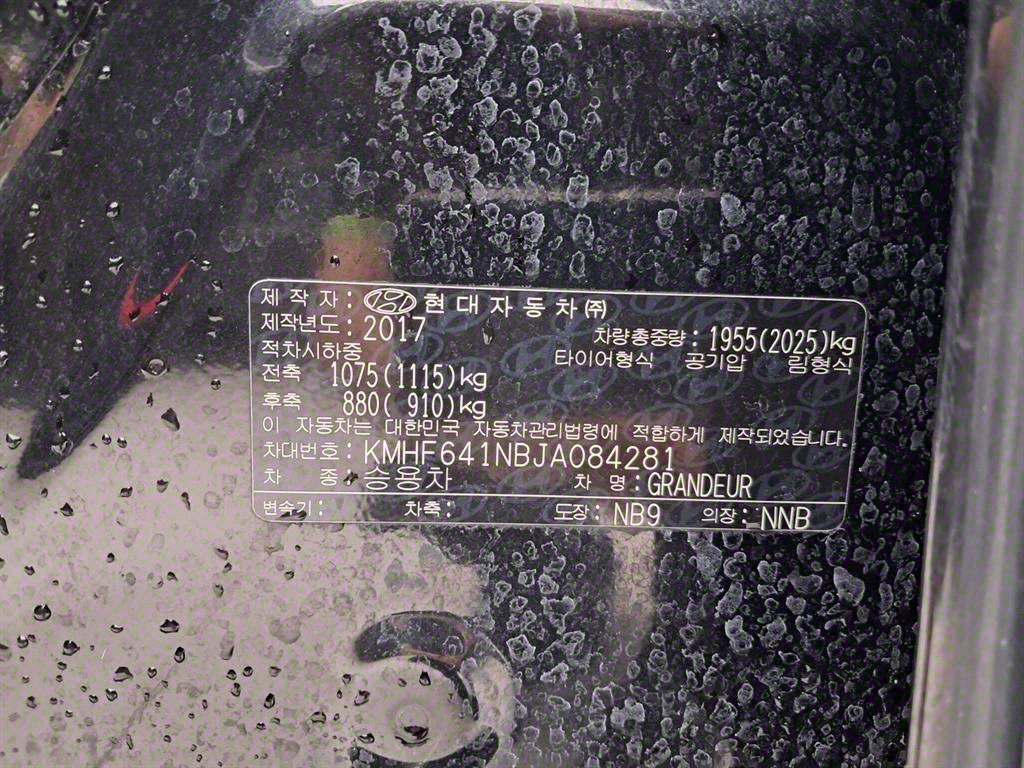 제 작 자 : 현 대 자 동 차 ㈜
제작년도 : 2017 차량총중량 : 1955(2025)kg
적차시하중 타이어형식 공기압 림형식
전축 1075(1115)kg
후축 880( 910)kg
이 자동차는 대한민국 자동차관리법령에 적합하게 제작되었습니다.
차대번호 : KMHF641NBJA084281
차 종 : 승용차 차 명 : GRANDEUR
변속기 : 차축 : 도장 : NB9 의장 : NNB